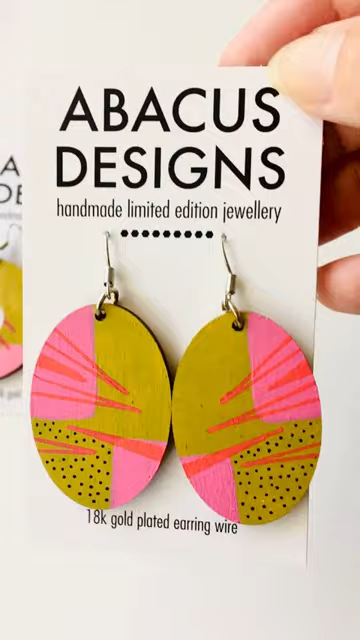 ABACUS
DESIGNS
handmade limited edition jewellery
18k gold plated earring wire